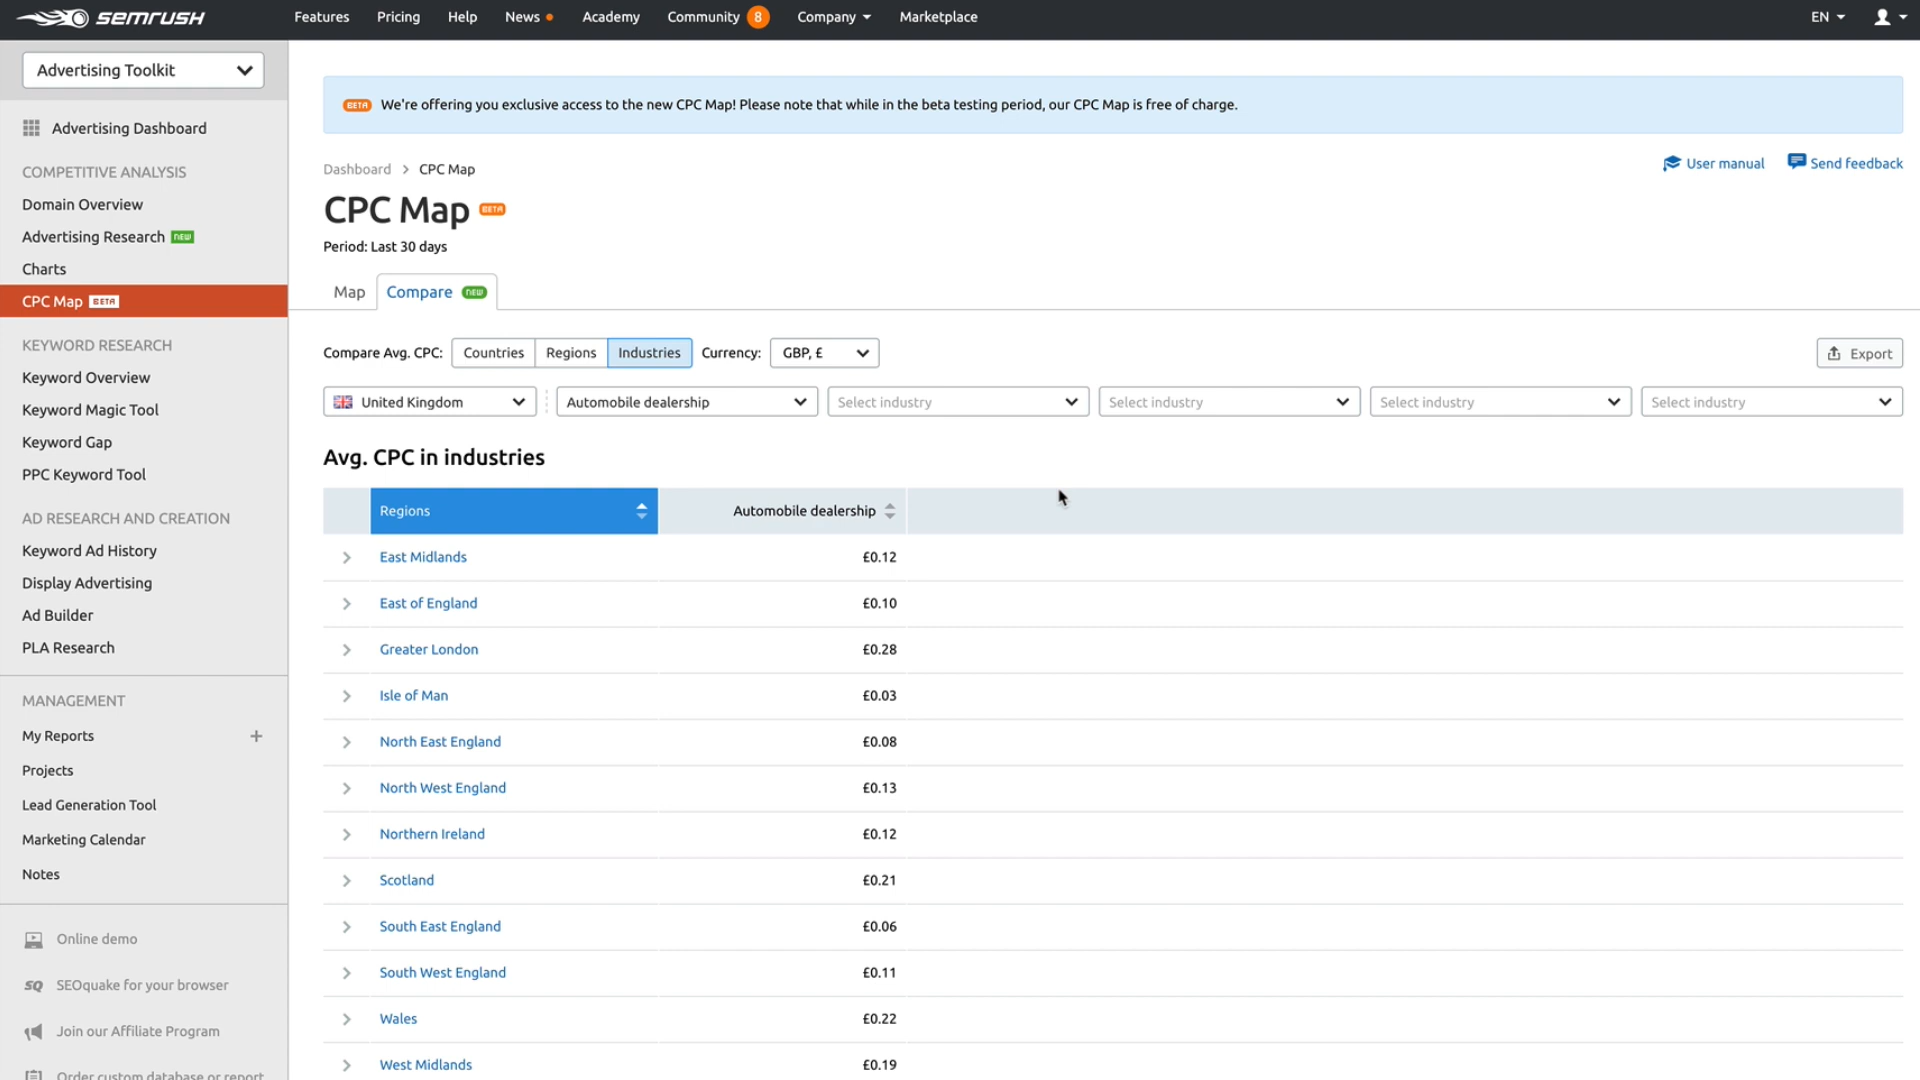 SEMRUSH
Features Pricing Help News Academy Community 8 Company Marketplace EN
Advertising Toolkit
Advertising Dashboard
COMPETITIVE ANALYSIS
Domain Overview
Advertising Research NEW
Charts
CPC Map BETA
KEYWORD RESEARCH
Keyword Overview
Keyword Magic Tool
Keyword Gap
PPC Keyword Tool
AD RESEARCH AND CREATION
Keyword Ad History
Display Advertising
Ad Builder
PLA Research
MANAGEMENT
My Reports +
Projects
Lead Generation Tool
Marketing Calendar
Notes
Online demo
SQ SEOquake for your browser
Join our Affiliate Program
Order custom database or report
BETA We're offering you exclusive access to the new CPC Map! Please note that while in the beta testing period, our CPC Map is free of charge.
Dashboard > CPC Map
User manual Send feedback
CPC Map BETA
Period: Last 30 days
Map Compare NEW
Compare Avg. CPC: Countries Regions Industries Currency: GBP, £ Export
United Kingdom Automobile dealership Select industry Select industry Select industry Select industry
Avg. CPC in industries
Regions Automobile dealership
East Midlands £0.12
East of England £0.10
Greater London £0.28
Isle of Man £0.03
North East England £0.08
North West England £0.13
Northern Ireland £0.12
Scotland £0.21
South East England £0.06
South West England £0.11
Wales £0.22
West Midlands £0.19